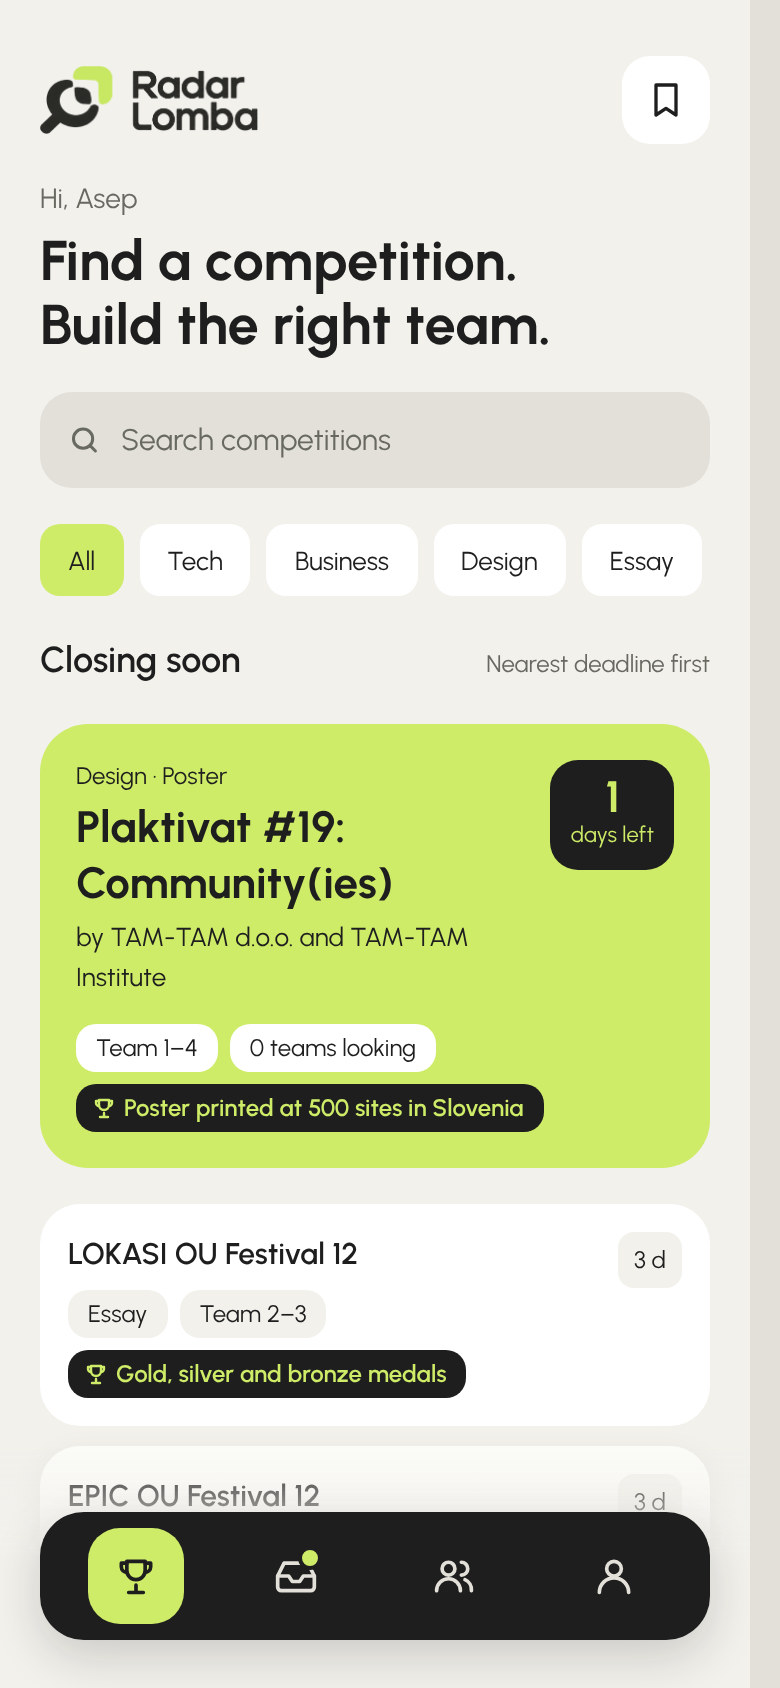 Radar
Lomba
Hi, Asep
Find a competition.
Build the right team.
Search competitions
All
Tech
Business
Design
Essay
Closing soon
Nearest deadline first
Design · Poster
1
days left
Plaktivat #19:
Community(ies)
by TAM-TAM d.o.o. and TAM-TAM
Institute
Team 1–4
0 teams looking
Poster printed at 500 sites in Slovenia
LOKASI OU Festival 12
3 d
Essay
Team 2–3
Gold, silver and bronze medals
EPIC OU Festival 12
3 d